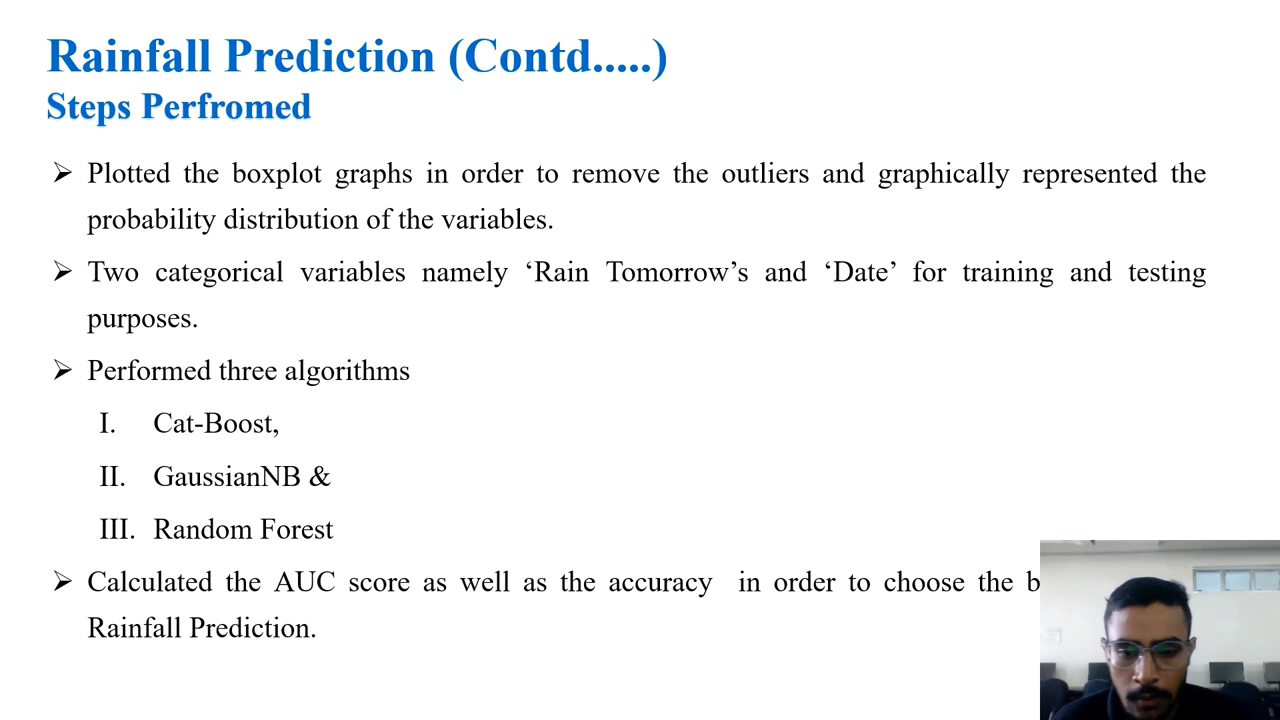 Rainfall Prediction (Contd.....)
Steps Perfromed
➢ Plotted the boxplot graphs in order to remove the outliers and graphically represented the
probability distribution of the variables.
➢ Two categorical variables namely ‘Rain Tomorrow’s and ‘Date’ for training and testing
purposes.
➢ Performed three algorithms
I. Cat-Boost,
II. GaussianNB &
III. Random Forest
➢ Calculated the AUC score as well as the accuracy in order to choose the
Rainfall Prediction.